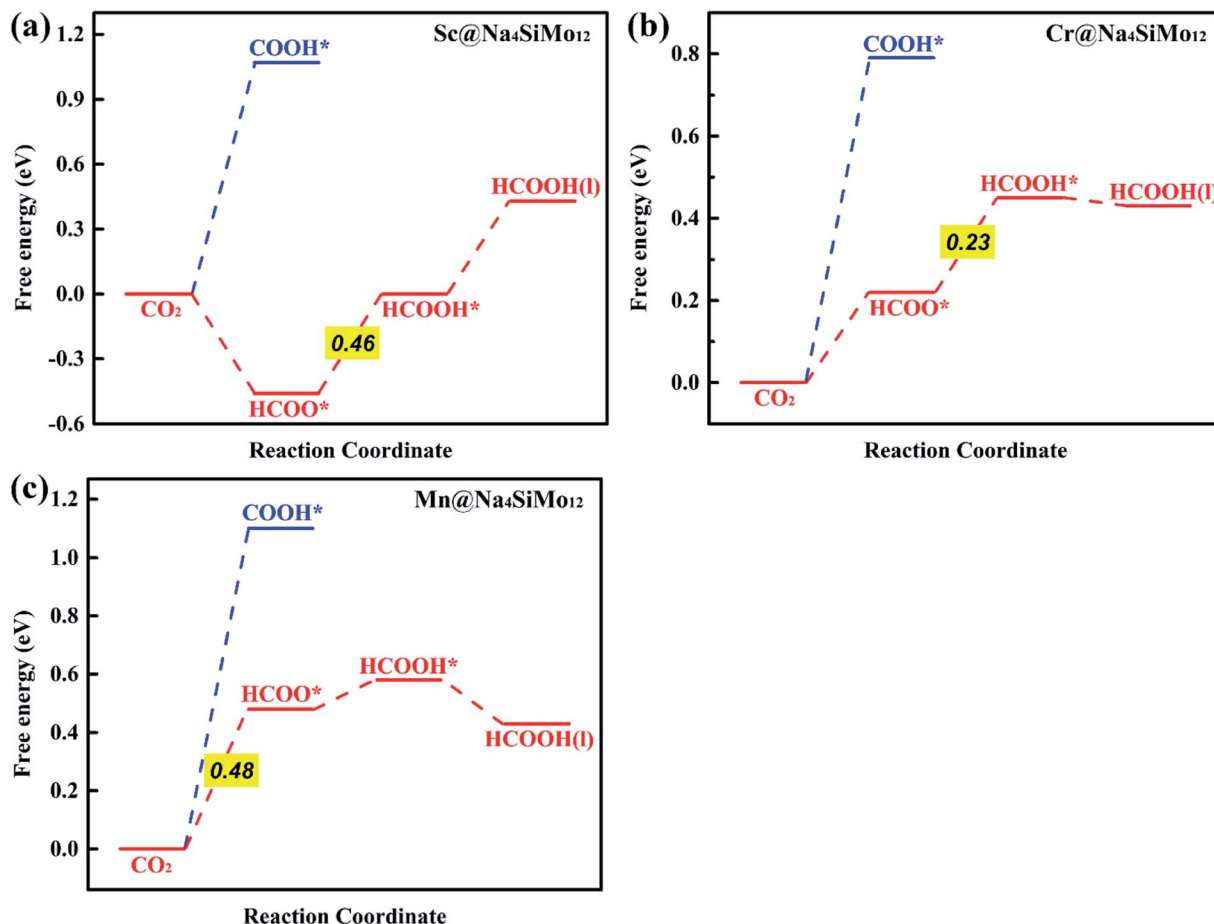 (a)
Sc@Na₄SiMo₁₂
Free energy (eV)
1.2
0.9
0.6
0.3
0.0
-0.3
-0.6
COOH*
CO₂
HCOO*
0.46
HCOOH*
HCOOH(l)
Reaction Coordinate
(b)
Cr@Na₄SiMo₁₂
Free energy (eV)
0.8
0.6
0.4
0.2
0.0
COOH*
CO₂
HCOO*
0.23
HCOOH*
HCOOH(l)
Reaction Coordinate
(c)
Mn@Na₄SiMo₁₂
Free energy (eV)
1.2
1.0
0.8
0.6
0.4
0.2
0.0
COOH*
CO₂
0.48
HCOO*
HCOOH*
HCOOH(l)
Reaction Coordinate